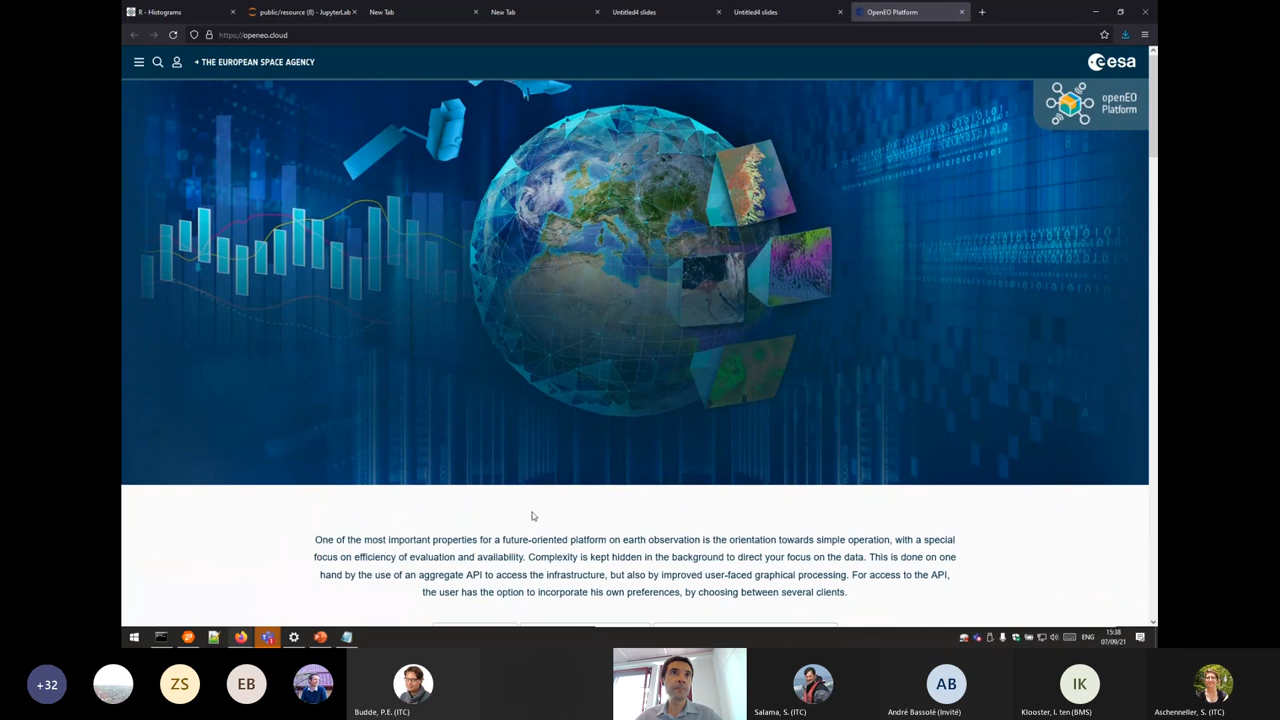 R - Histograms
public/resource (8) - JupyterLab
New Tab
New Tab
Untitled4 slides
Untitled4 slides
OpenEO Platform
https://openeo.cloud
→ THE EUROPEAN SPACE AGENCY
esa
openEO
Platform
One of the most important properties for a future-oriented platform on earth observation is the orientation towards simple operation, with a special
focus on efficiency of evaluation and availability. Complexity is kept hidden in the background to direct your focus on the data. This is done on one
hand by the use of an aggregate API to access the infrastructure, but also by improved user-faced graphical processing. For access to the API,
the user has the option to incorporate his own preferences, by choosing between several clients.
ENG
15:38
07/09/21
+32
ZS
EB
Budde, P.E. (ITC)
Salama, S. (ITC)
AB
André Bassolé (Invité)
IK
Klooster, I. ten (BMS)
Aschenneller, S. (ITC)